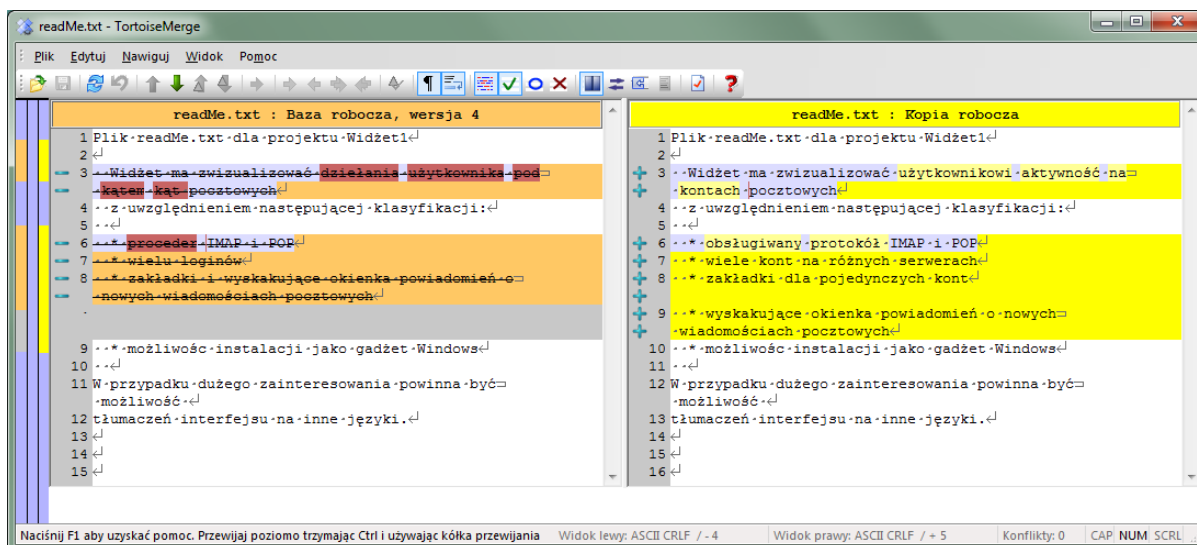 readMe.txt - TortoiseMerge
Plik Edytuj Nawiguj Widok Pomoc
readMe.txt : Baza robocza, wersja 4
1 Plik·readMe.txt·dla·projektu·Widżet1
2
3 ··Widżet·ma·zwizualizować·dzięłania·użytkownika·pod
·kątem·kąt·pocztowych
4 ··z·uwzględnieniem·następującej·klasyfikacji:
5 ··
6 ··*·proceder·IMAP·i·POP
7 ··*·wielu·loginów
8 ··*·zakładki·i·wyskakujące·okienka·powiadomień·o
·nowych·wiadomościach·pocztowych
9 ··*·możliwośc·instalacji·jako·gadżet·Windows
10 ··
11 W·przypadku·dużego·zainteresowania·powinna·być
·możliwość·
12 tłumaczeń·interfejsu·na·inne·języki.
13
14
15
readMe.txt : Kopia robocza
1 Plik·readMe.txt·dla·projektu·Widżet1
2
3 ··Widżet·ma·zwizualizować·użytkownikowi·aktywność·na
·kontach·pocztowych
4 ··z·uwzględnieniem·następującej·klasyfikacji:
5 ··
6 ··*·obsługiwany·protokół·IMAP·i·POP
7 ··*·wiele·kont·na·różnych·serwerach
8 ··*·zakładki·dla·pojedynczych·kont
9 ··*·wyskakujące·okienka·powiadomień·o·nowych
·wiadomościach·pocztowych
10 ··*·możliwośc·instalacji·jako·gadżet·Windows
11 ··
12 W·przypadku·dużego·zainteresowania·powinna·być
·możliwość·
13 tłumaczeń·interfejsu·na·inne·języki.
14
15
16
Naciśnij F1 aby uzyskać pomoc. Przewijaj poziomo trzymając Ctrl i używając kółka przewijania Widok lewy: ASCII CRLF / - 4 Widok prawy: ASCII CRLF / + 5 Konflikty: 0 CAP NUM SCRL